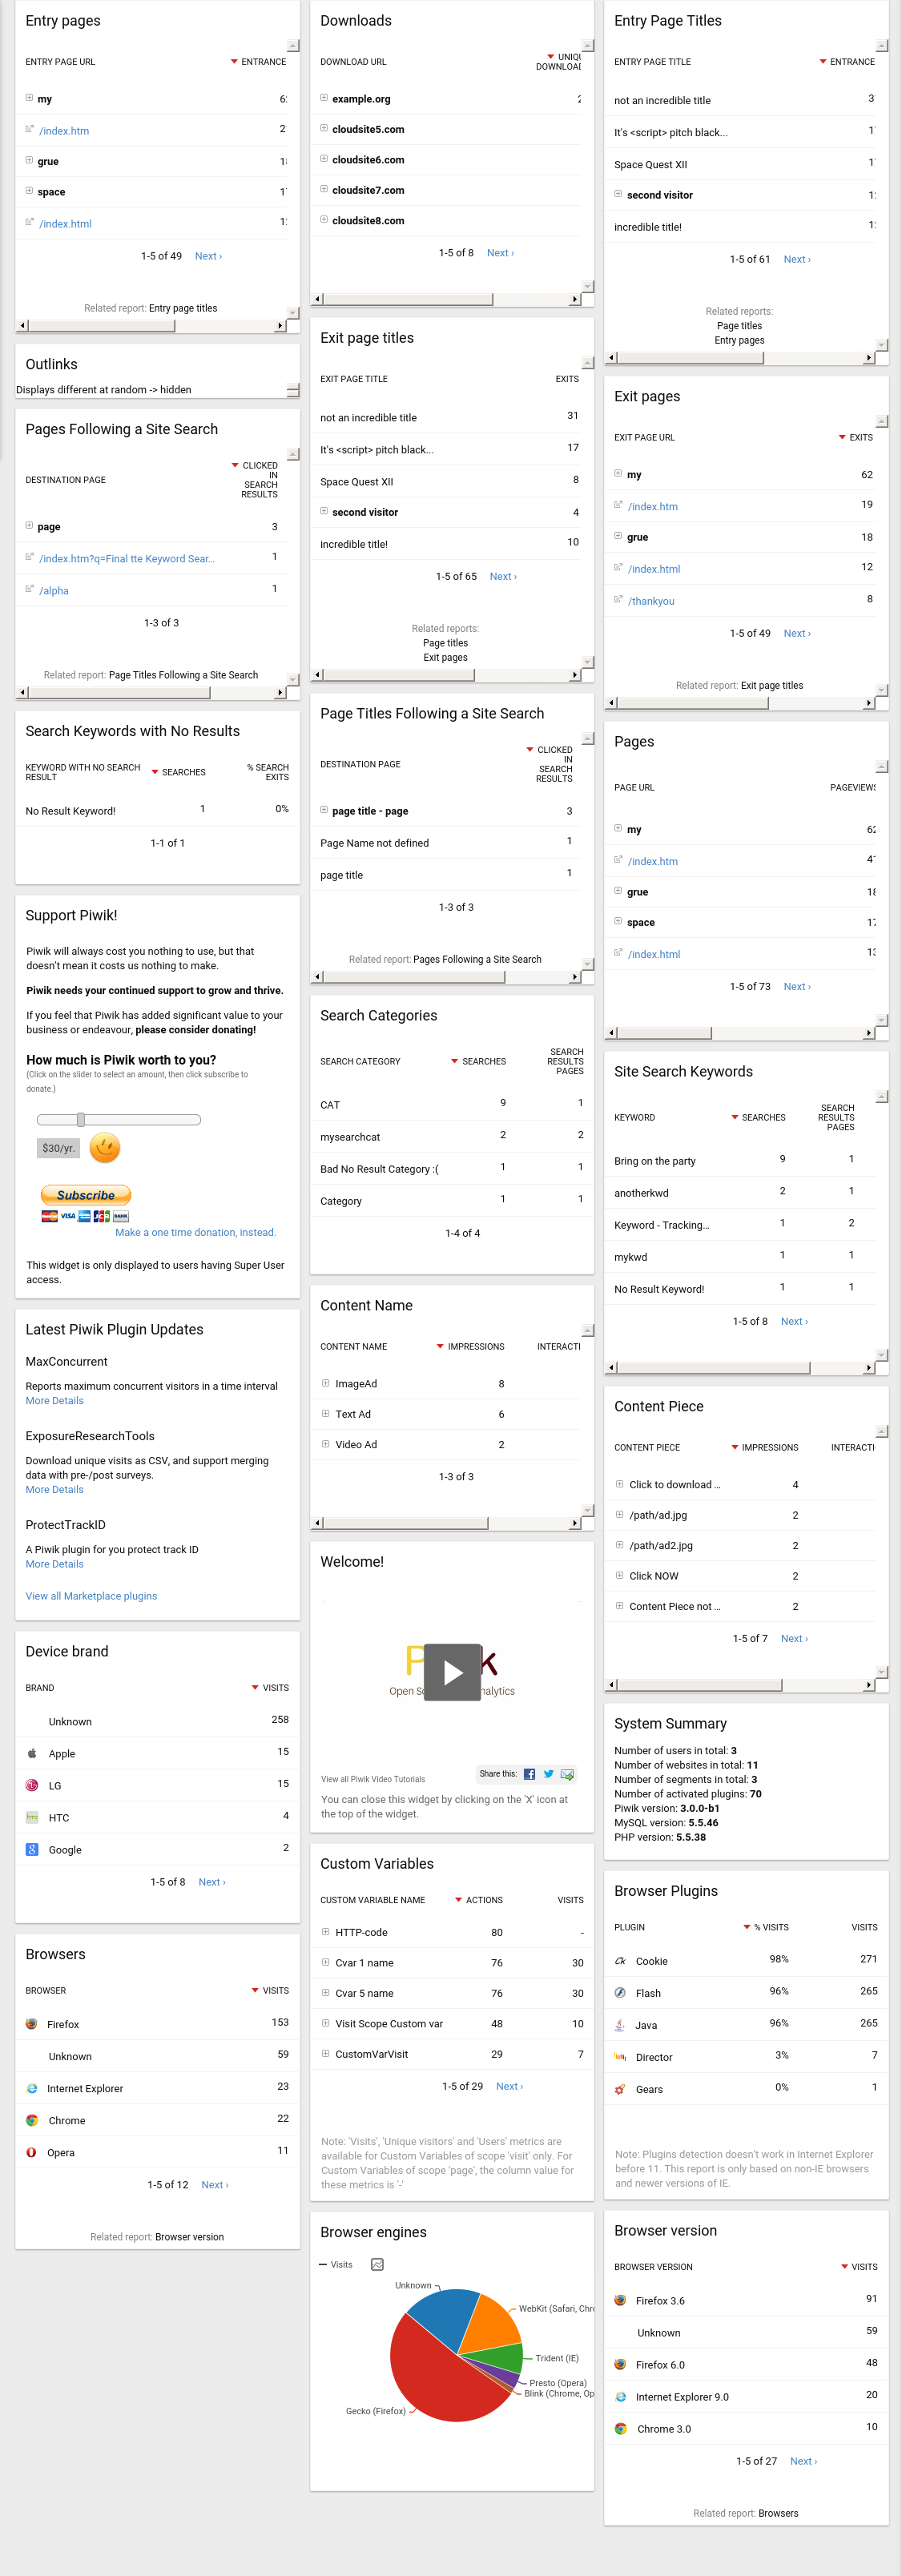 Entry pages
ENTRY PAGE URL ENTRANCE
my
/index.htm
grue
space
/index.html
1-5 of 49 Next ›
Related report: Entry page titles
Outlinks
Displays different at random -> hidden
Pages Following a Site Search
DESTINATION PAGE CLICKED
IN
SEARCH
RESULTS
page 3
/index.htm?q=Final tte Keyword Sear... 1
/alpha 1
1-3 of 3
Related report: Page Titles Following a Site Search
Search Keywords with No Results
KEYWORD WITH NO SEARCH
RESULT SEARCHES % SEARCH
EXITS
No Result Keyword! 1 0%
1-1 of 1
Support Piwik!
Piwik will always cost you nothing to use, but that
doesn't mean it costs us nothing to make.
Piwik needs your continued support to grow and thrive.
If you feel that Piwik has added significant value to your
business or endeavour, please consider donating!
How much is Piwik worth to you?
(Click on the slider to select an amount, then click subscribe to
donate.)
$30/yr.
Subscribe
VISA
Make a one time donation, instead.
This widget is only displayed to users having Super User
access.
Latest Piwik Plugin Updates
MaxConcurrent
Reports maximum concurrent visitors in a time interval
More Details
ExposureResearchTools
Download unique visits as CSV, and support merging
data with pre-/post surveys.
More Details
ProtectTrackID
A Piwik plugin for you protect track ID
More Details
View all Marketplace plugins
Device brand
BRAND VISITS
Unknown 258
Apple 15
LG 15
HTC 4
Google 2
1-5 of 8 Next ›
Browsers
BROWSER VISITS
Firefox 153
Unknown 59
Internet Explorer 23
Chrome 22
Opera 11
1-5 of 12 Next ›
Related report: Browser version
Downloads
DOWNLOAD URL UNIQU
DOWNLOAD
example.org
cloudsite5.com
cloudsite6.com
cloudsite7.com
cloudsite8.com
1-5 of 8 Next ›
Exit page titles
EXIT PAGE TITLE EXITS
not an incredible title 31
It's <script> pitch black... 17
Space Quest XII 8
second visitor 4
incredible title! 10
1-5 of 65 Next ›
Related reports:
Page titles
Exit pages
Page Titles Following a Site Search
DESTINATION PAGE CLICKED
IN
SEARCH
RESULTS
page title - page 3
Page Name not defined 1
page title 1
1-3 of 3
Related report: Pages Following a Site Search
Search Categories
SEARCH CATEGORY SEARCHES SEARCH
RESULTS
PAGES
CAT 9 1
mysearchcat 2 2
Bad No Result Category :( 1 1
Category 1 1
1-4 of 4
Content Name
CONTENT NAME IMPRESSIONS INTERACTI
ImageAd 8
Text Ad 6
Video Ad 2
1-3 of 3
Welcome!
P k
Open S nalytics
View all Piwik Video Tutorials Share this:
You can close this widget by clicking on the 'X' icon at
the top of the widget.
Custom Variables
CUSTOM VARIABLE NAME ACTIONS VISITS
HTTP-code 80 -
Cvar 1 name 76 30
Cvar 5 name 76 30
Visit Scope Custom var 48 10
CustomVarVisit 29 7
1-5 of 29 Next ›
Note: 'Visits', 'Unique visitors' and 'Users' metrics are
available for Custom Variables of scope 'visit' only. For
Custom Variables of scope 'page', the column value for
these metrics is '-'
Browser engines
Visits
Unknown
WebKit (Safari, Chro
Trident (IE)
Presto (Opera)
Blink (Chrome, Op
Gecko (Firefox)
Entry Page Titles
ENTRY PAGE TITLE ENTRANCE
not an incredible title
It's <script> pitch black...
Space Quest XII
second visitor
incredible title!
1-5 of 61 Next ›
Related reports:
Page titles
Entry pages
Exit pages
EXIT PAGE URL EXITS
my 62
/index.htm 19
grue 18
/index.html 12
/thankyou 8
1-5 of 49 Next ›
Related report: Exit page titles
Pages
PAGE URL PAGEVIEWS
my 62
/index.htm 47
grue 18
space 17
/index.html 13
1-5 of 73 Next ›
Site Search Keywords
KEYWORD SEARCHES SEARCH
RESULTS
PAGES
Bring on the party 9 1
anotherkwd 2 1
Keyword - Tracking... 1 2
mykwd 1 1
No Result Keyword! 1 1
1-5 of 8 Next ›
Content Piece
CONTENT PIECE IMPRESSIONS INTERACTI
Click to download ... 4
/path/ad.jpg 2
/path/ad2.jpg 2
Click NOW 2
Content Piece not ... 2
1-5 of 7 Next ›
System Summary
Number of users in total: 3
Number of websites in total: 11
Number of segments in total: 3
Number of activated plugins: 70
Piwik version: 3.0.0-b1
MySQL version: 5.5.46
PHP version: 5.5.38
Browser Plugins
PLUGIN % VISITS VISITS
Cookie 98% 271
Flash 96% 265
Java 96% 265
Director 3% 7
Gears 0% 1
Note: Plugins detection doesn't work in Internet Explorer
before 11. This report is only based on non-IE browsers
and newer versions of IE.
Browser version
BROWSER VERSION VISITS
Firefox 3.6 91
Unknown 59
Firefox 6.0 48
Internet Explorer 9.0 20
Chrome 3.0 10
1-5 of 27 Next ›
Related report: Browsers